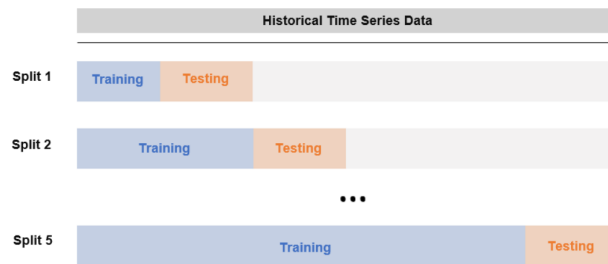 Historical Time Series Data
Split 1
Training
Testing
Split 2
Training
Testing
...
Split 5
Training
Testing